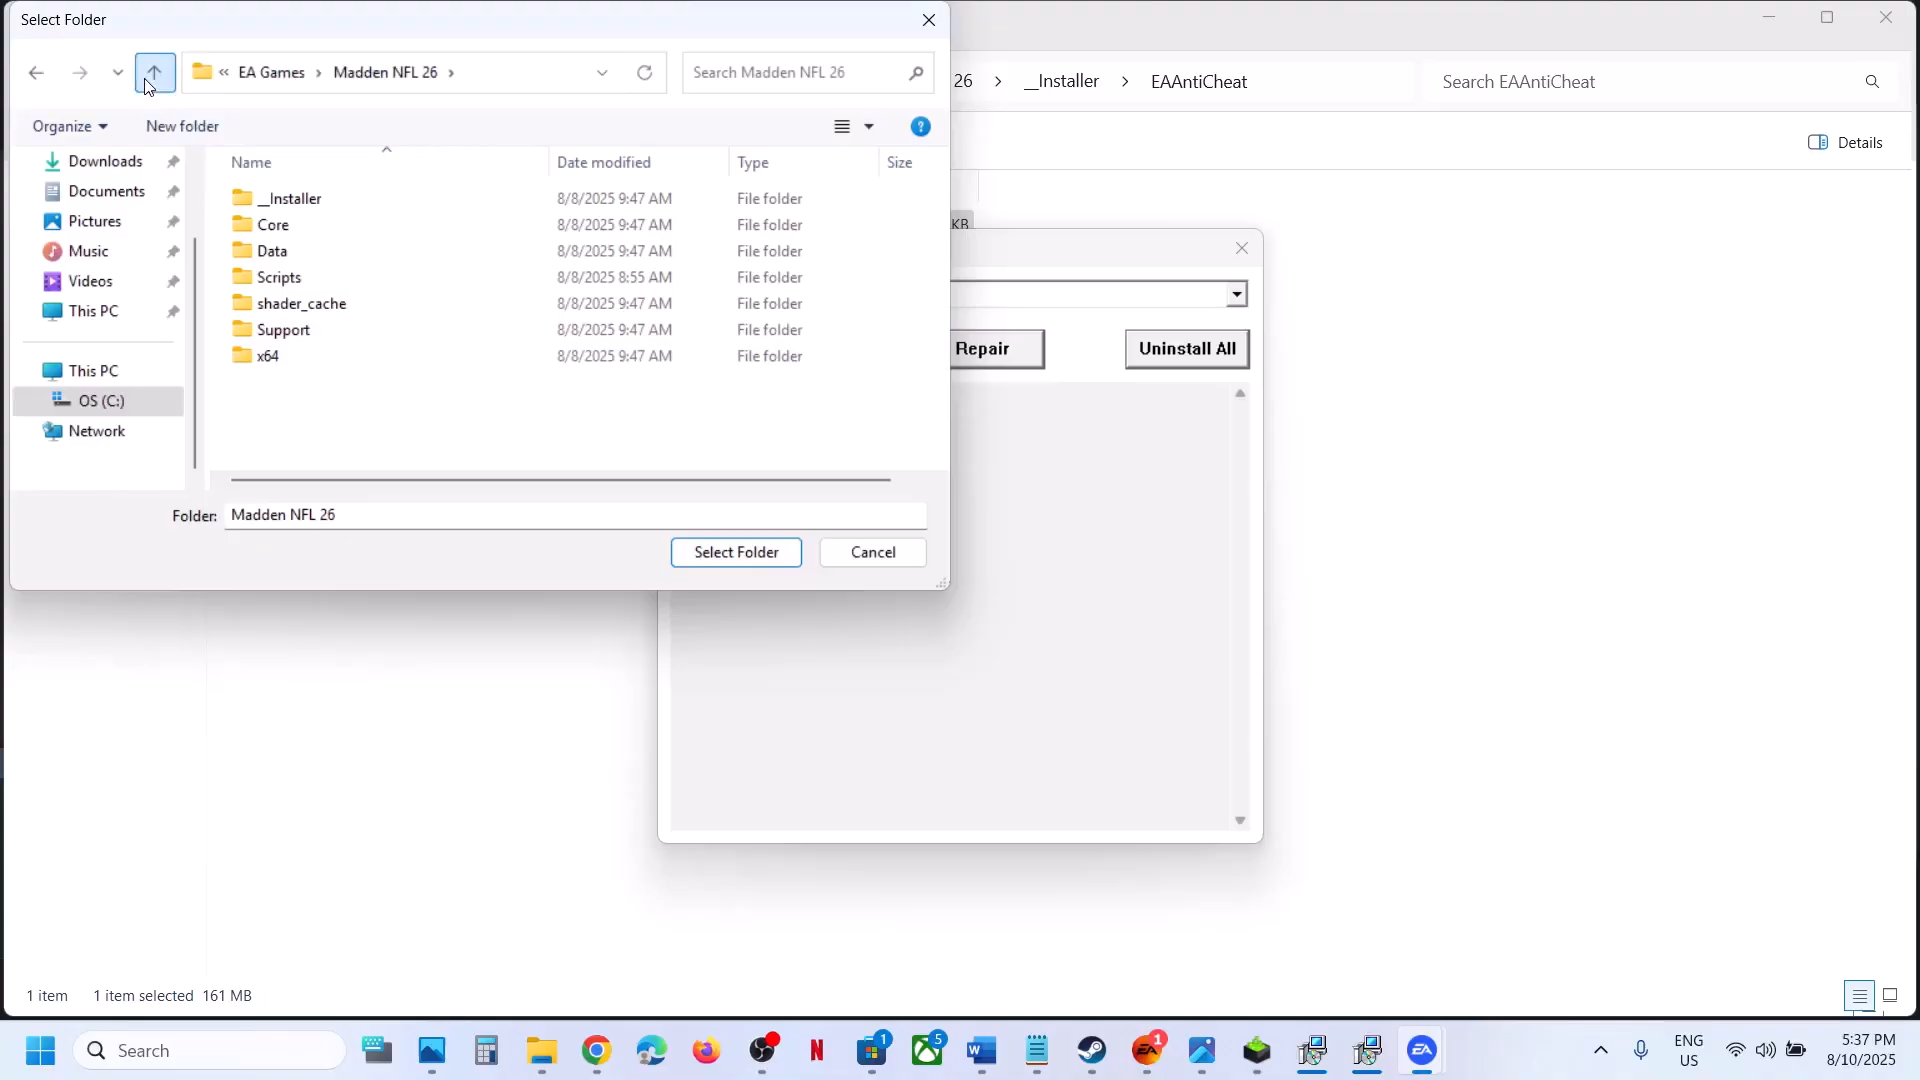 Select Folder
« EA Games > Madden NFL 26 >
Search Madden NFL 26
26 > __Installer > EAAntiCheat
Search EAAntiCheat
Organize
New folder
Details
Name
Date modified
Type
Size
Downloads
Documents
Pictures
Music
Videos
This PC
This PC
OS (C:)
Network
__Installer 8/8/2025 9:47 AM File folder
Core 8/8/2025 9:47 AM File folder
Data 8/8/2025 9:47 AM File folder
Scripts 8/8/2025 8:55 AM File folder
shader_cache 8/8/2025 9:47 AM File folder
Support 8/8/2025 9:47 AM File folder
x64 8/8/2025 9:47 AM File folder
KB
Repair
Uninstall All
Folder: Madden NFL 26
Select Folder
Cancel
1 item 1 item selected 161 MB
Search
1
5
1
EA
EA
ENG
US
5:37 PM
8/10/2025